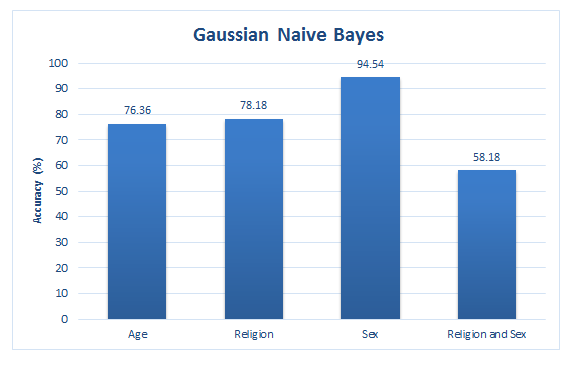 Gaussian Naive Bayes
Accuracy (%)
100
90
80
70
60
50
40
30
20
10
0
76.36
78.18
94.54
58.18
Age
Religion
Sex
Religion and Sex